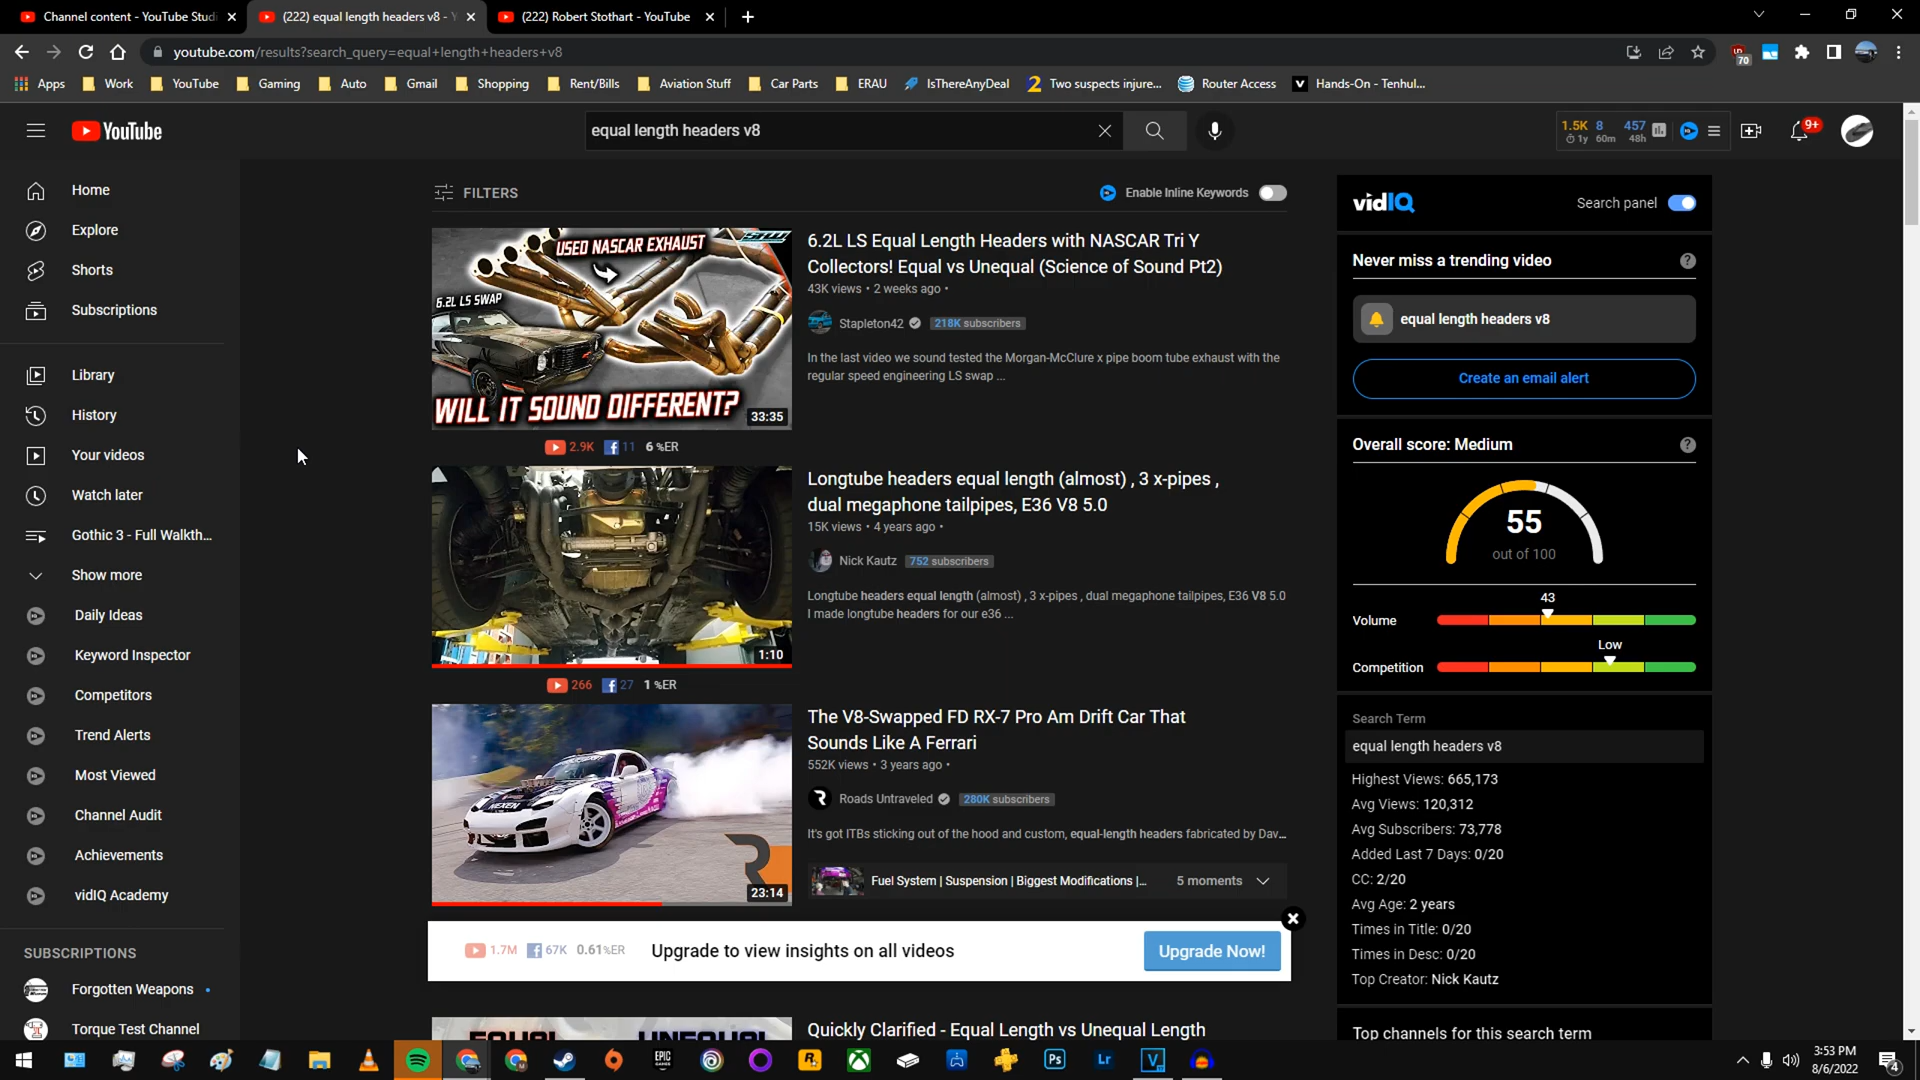 Channel content - YouTube Studi
(222) equal length headers v8 - Y
(222) Robert Stothart - YouTube
youtube.com/results?search_query=equal+length+headers+v8
70
Apps
Work
YouTube
Gaming
Auto
Gmail
Shopping
Rent/Bills
Aviation Stuff
Car Parts
ERAU
IsThereAnyDeal
2 Two suspects injure...
Router Access
V Hands-On - Tenhul...
YouTube
equal length headers v8
1.5K 8 457
1y 60m 48h
9+
Home
Explore
Shorts
Subscriptions
Library
History
Your videos
Watch later
Gothic 3 - Full Walkth...
Show more
Daily Ideas
Keyword Inspector
Competitors
Trend Alerts
Most Viewed
Channel Audit
Achievements
vidIQ Academy
SUBSCRIPTIONS
Forgotten Weapons
Torque Test Channel
FILTERS
Enable Inline Keywords
USED NASCAR EXHAUST
6.2L LS SWAP
WILL IT SOUND DIFFERENT?
33:35
6.2L LS Equal Length Headers with NASCAR Tri Y
Collectors! Equal vs Unequal (Science of Sound Pt2)
43K views • 2 weeks ago •
Stapleton42 218K subscribers
In the last video we sound tested the Morgan-McClure x pipe boom tube exhaust with the
regular speed engineering LS swap ...
2.9K 11 6 %ER
1:10
Longtube headers equal length (almost) , 3 x-pipes ,
dual megaphone tailpipes, E36 V8 5.0
15K views • 4 years ago •
Nick Kautz 752 subscribers
Longtube headers equal length (almost) , 3 x-pipes , dual megaphone tailpipes, E36 V8 5.0
I made longtube headers for our e36 ...
266 27 1 %ER
NEXEN
R
23:14
The V8-Swapped FD RX-7 Pro Am Drift Car That
Sounds Like A Ferrari
552K views • 3 years ago •
Roads Untraveled 280K subscribers
It's got ITBs sticking out of the hood and custom, equal-length headers fabricated by Dav...
Fuel System | Suspension | Biggest Modifications |... 5 moments
1.7M 67K 0.61%ER Upgrade to view insights on all videos Upgrade Now!
EQUAL UNEQUAL
Quickly Clarified - Equal Length vs Unequal Length
vidIQ
Search panel
Never miss a trending video
equal length headers v8
Create an email alert
Overall score: Medium
55
out of 100
43
Volume
Low
Competition
Search Term
equal length headers v8
Highest Views: 665,173
Avg Views: 120,312
Avg Subscribers: 73,778
Added Last 7 Days: 0/20
CC: 2/20
Avg Age: 2 years
Times in Title: 0/20
Times in Desc: 0/20
Top Creator: Nick Kautz
Top channels for this search term
EPIC
GAMES
Ps
Lr
V
3:53 PM
8/6/2022
4